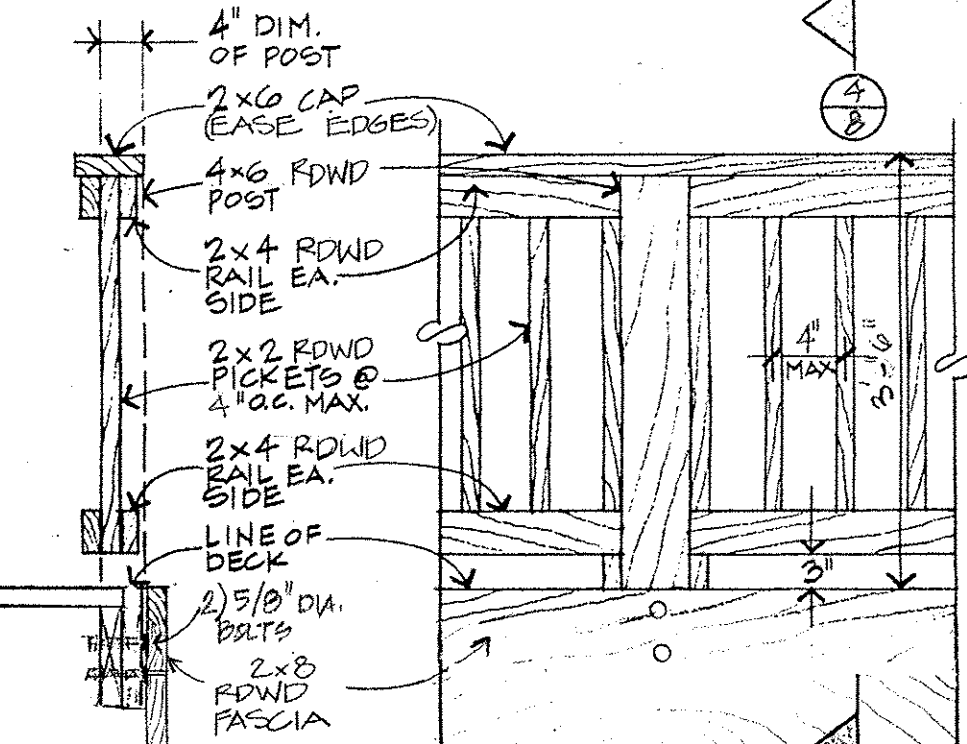 4" DIM.
OF POST
2x6 CAP
(EASE EDGES)
4x6 RDWD
POST
2x4 RDWD
RAIL EA.
SIDE
2x2 RDWD
PICKETS @
4" O.C. MAX.
2x4 RDWD
RAIL EA.
SIDE
LINE OF
DECK
2) 5/8" DIA.
BOLTS
2x8
RDWD
FASCIA
4
8
4"
MAX
3'-6"
3"